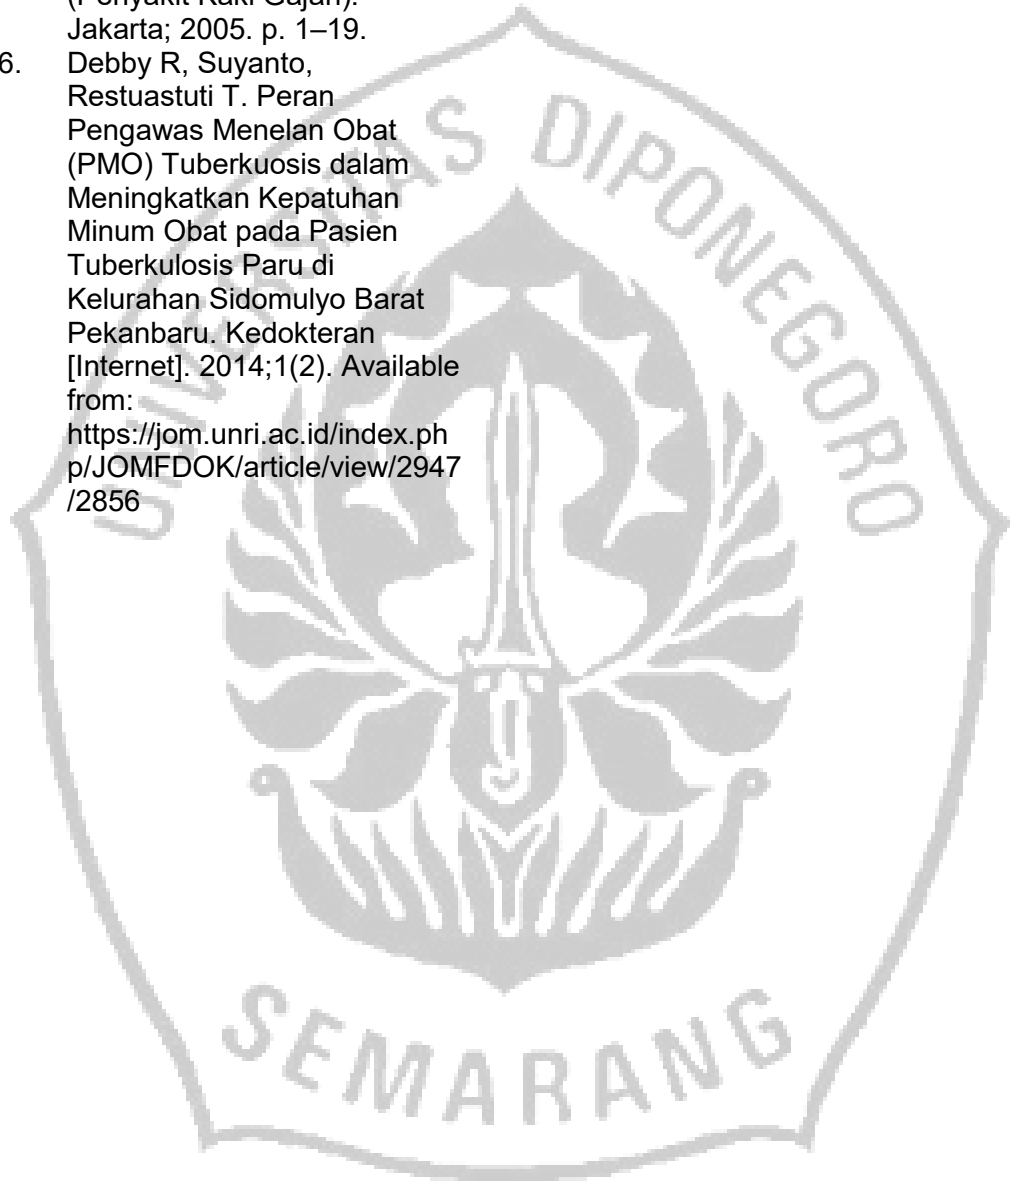 (Penyakit Kaki Gajah).
Jakarta; 2005. p. 1–19.
6. Debby R, Suyanto,
Restuastuti T. Peran
Pengawas Menelan Obat
(PMO) Tuberkuosis dalam
Meningkatkan Kepatuhan
Minum Obat pada Pasien
Tuberkulosis Paru di
Kelurahan Sidomulyo Barat
Pekanbaru. Kedokteran
[Internet]. 2014;1(2). Available
from:
https://jom.unri.ac.id/index.ph
p/JOMFDOK/article/view/2947
/2856
UNIVERSITAS DIPONEGORO
SEMARANG